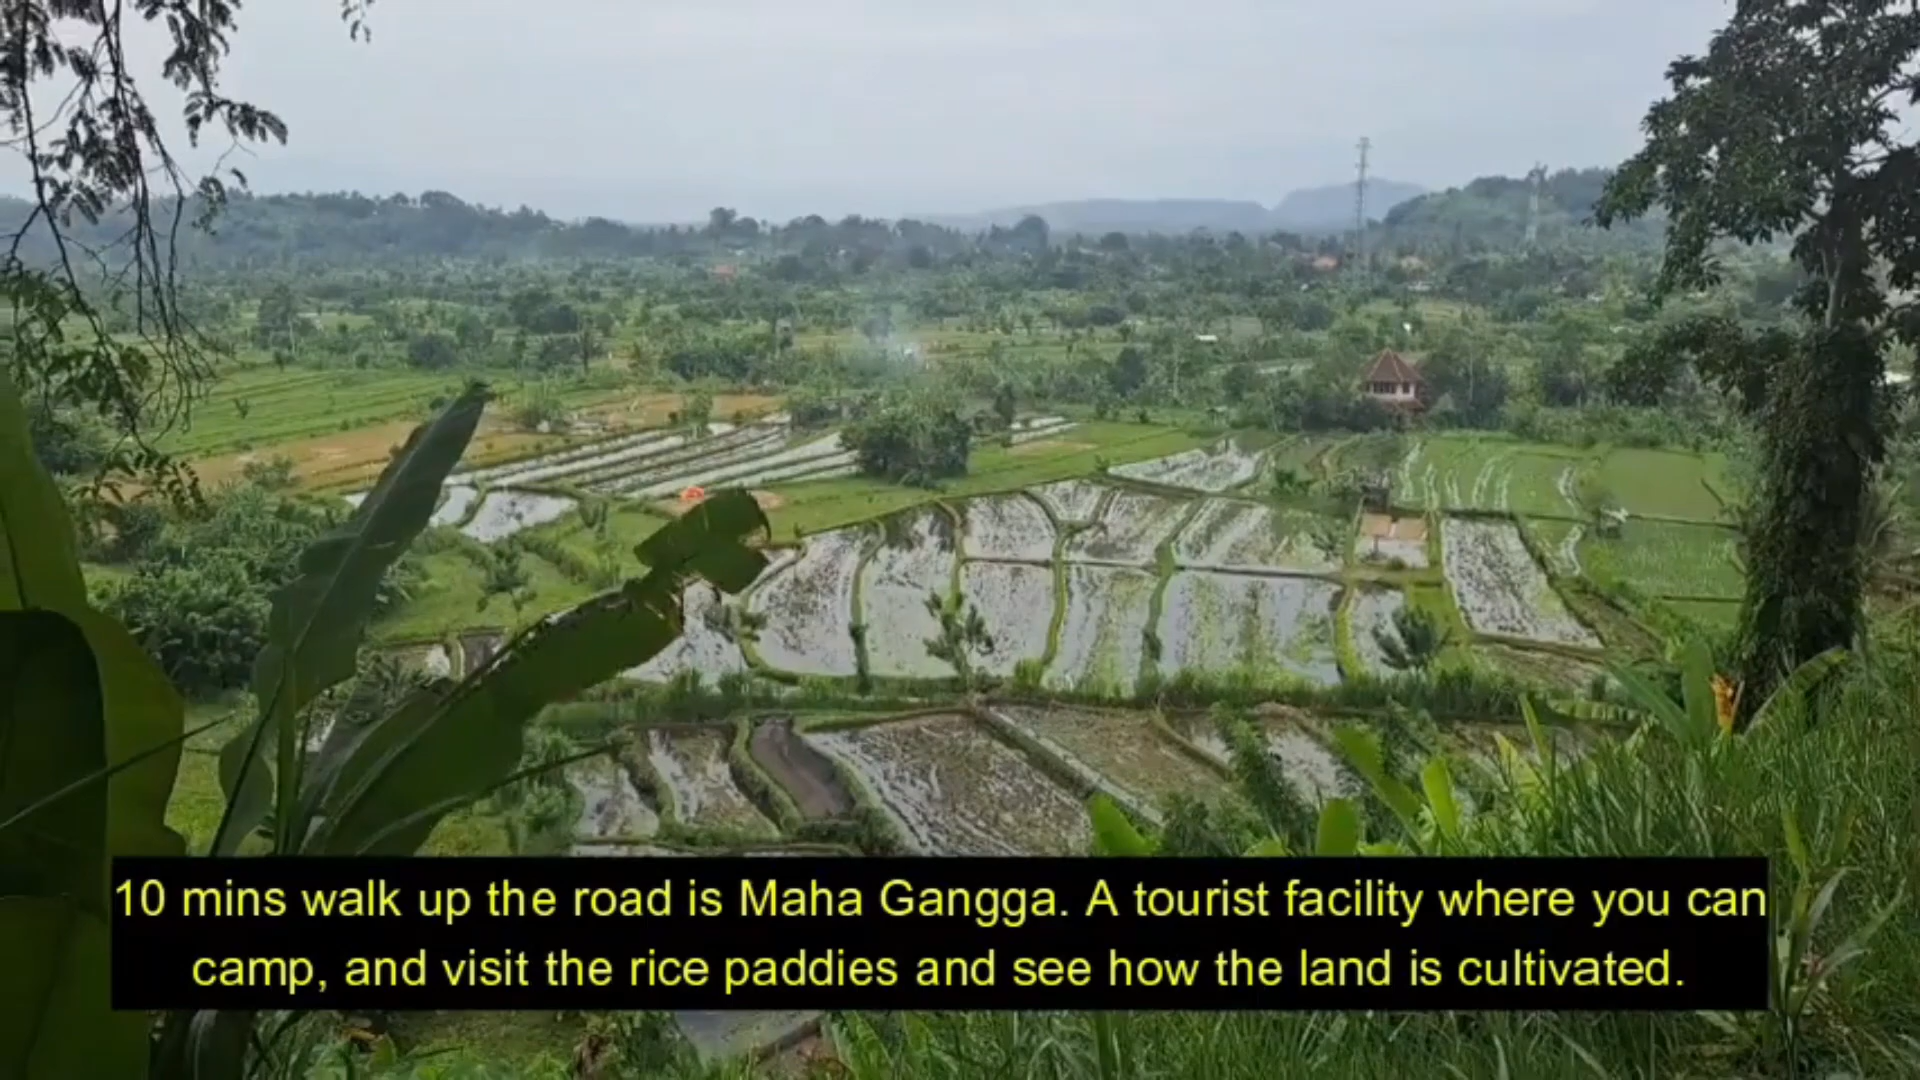 10 mins walk up the road is Maha Gangga. A tourist facility where you can
camp, and visit the rice paddies and see how the land is cultivated.